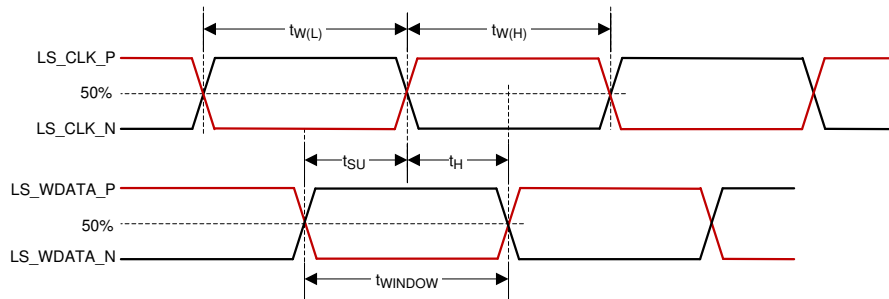 tW(L)
tW(H)
LS_CLK_P
50%
LS_CLK_N
tSU
tH
LS_WDATA_P
50%
LS_WDATA_N
tWINDOW